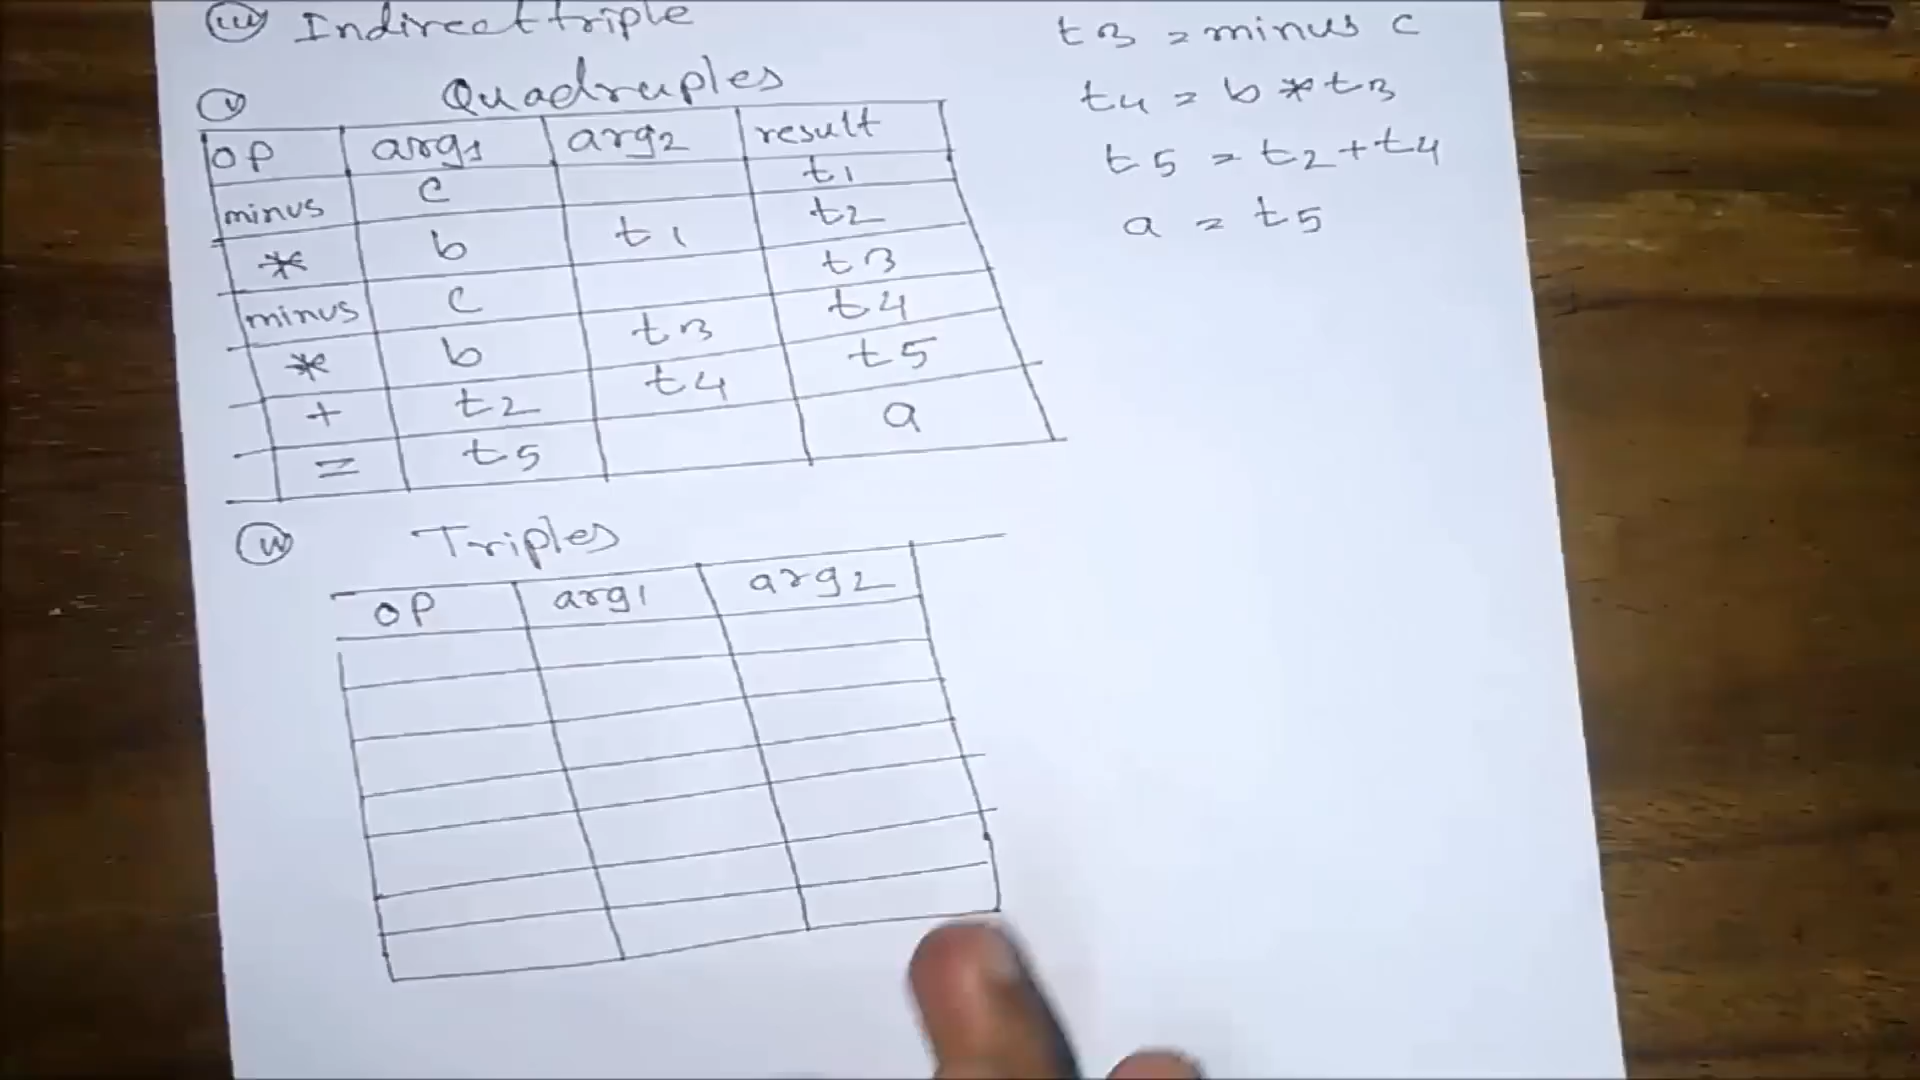 (iii) Indirect triple
(i) Quadruples
op arg1 arg2 result
minus c t1
* b t1 t2
minus c t3
* b t3 t4
+ t2 t4 t5
= t5 a
(ii) Triples
op arg1 arg2
t3 = minus c
t4 = b * t3
t5 = t2 + t4
a = t5